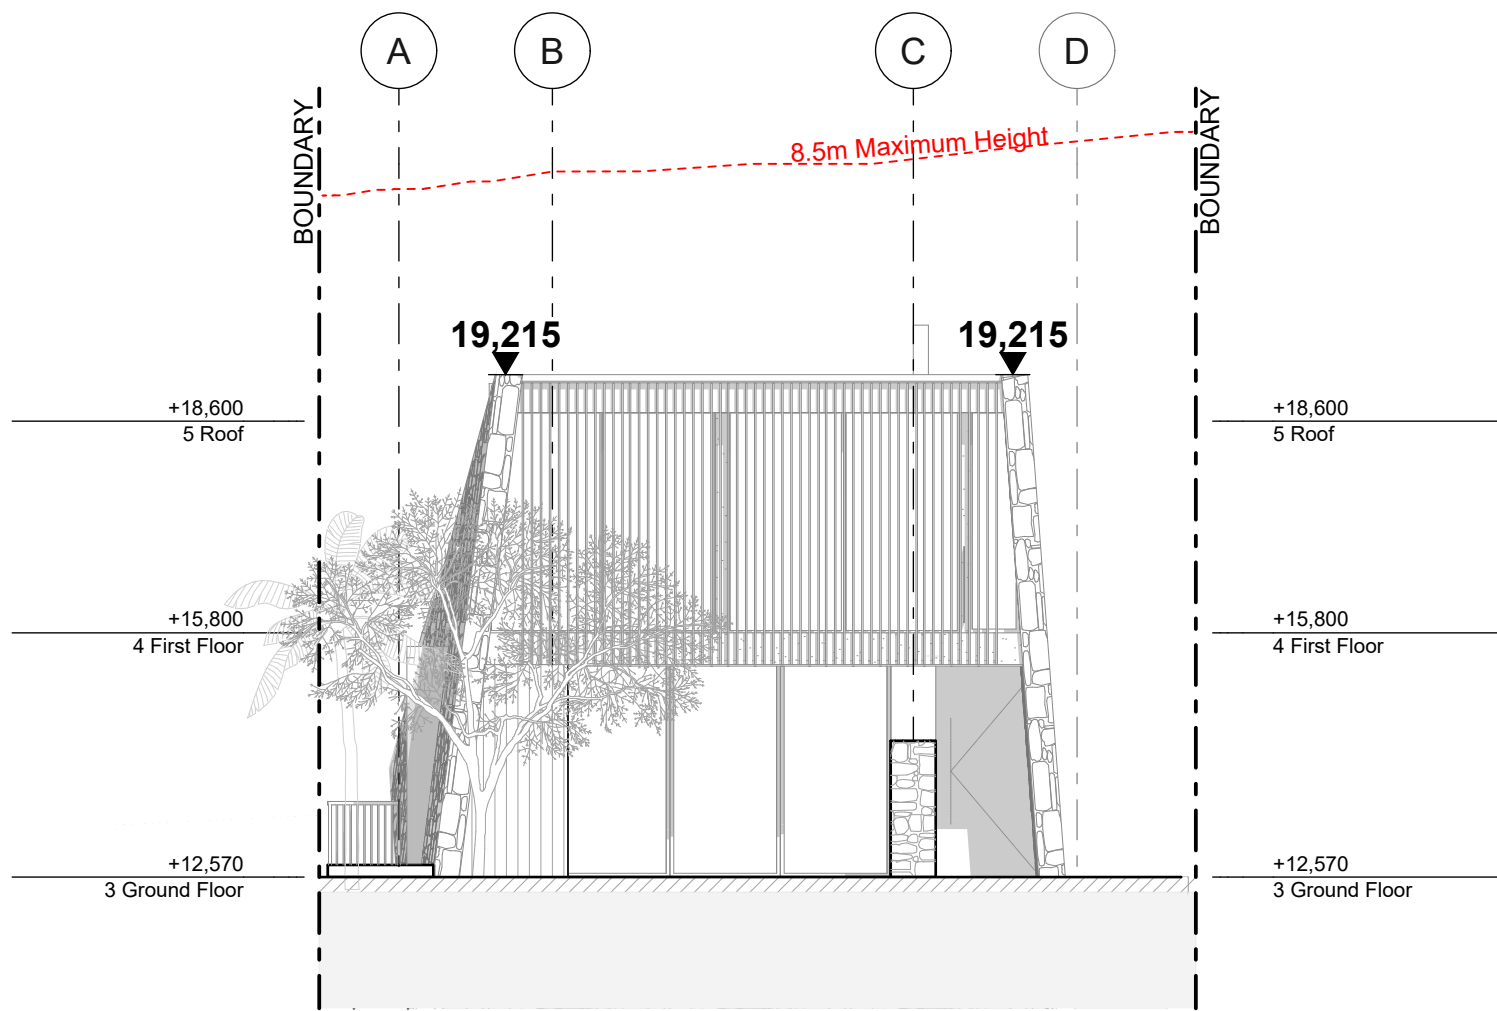 A
B
C
D
BOUNDARY
BOUNDARY
8.5m Maximum Height
19,215
19,215
+18,600
5 Roof
+18,600
5 Roof
+15,800
4 First Floor
+15,800
4 First Floor
+12,570
3 Ground Floor
+12,570
3 Ground Floor